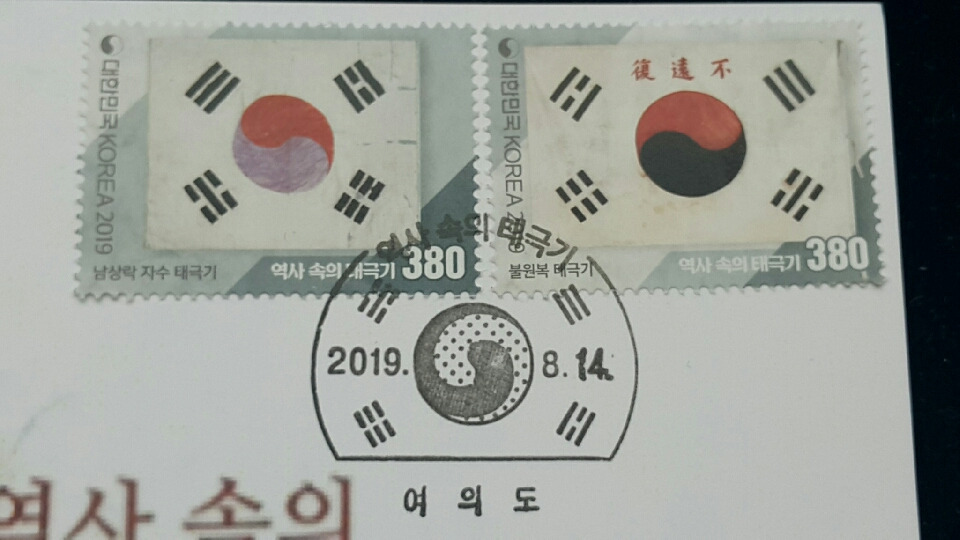 대한민국 KOREA 2019
남상락 자수 태극기
역사 속의 태극기 380
대한민국 KOREA 2019
復遠不
불원복 태극기
역사 속의 태극기 380
역사 속의 태극기
2019. 8. 14.
여의도
역사 속의